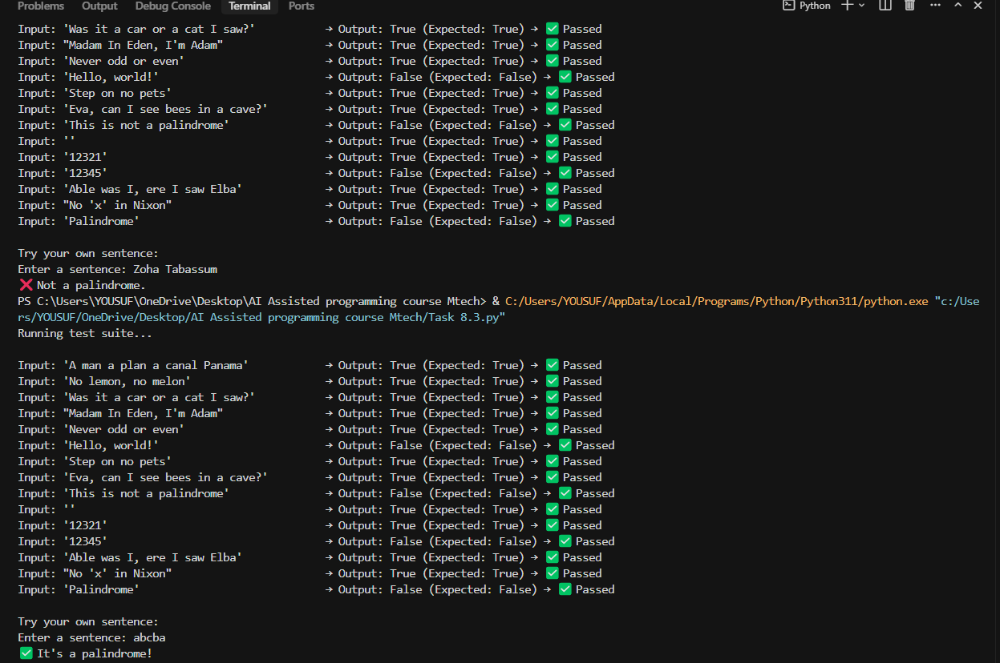 Problems Output Debug Console Terminal Ports Python
Input: 'Was it a car or a cat I saw?' → Output: True (Expected: True) → ✅ Passed
Input: "Madam In Eden, I'm Adam" → Output: True (Expected: True) → ✅ Passed
Input: 'Never odd or even' → Output: True (Expected: True) → ✅ Passed
Input: 'Hello, world!' → Output: False (Expected: False) → ✅ Passed
Input: 'Step on no pets' → Output: True (Expected: True) → ✅ Passed
Input: 'Eva, can I see bees in a cave?' → Output: True (Expected: True) → ✅ Passed
Input: 'This is not a palindrome' → Output: False (Expected: False) → ✅ Passed
Input: '' → Output: True (Expected: True) → ✅ Passed
Input: '12321' → Output: True (Expected: True) → ✅ Passed
Input: '12345' → Output: False (Expected: False) → ✅ Passed
Input: 'Able was I, ere I saw Elba' → Output: True (Expected: True) → ✅ Passed
Input: "No 'x' in Nixon" → Output: True (Expected: True) → ✅ Passed
Input: 'Palindrome' → Output: False (Expected: False) → ✅ Passed
Try your own sentence:
Enter a sentence: Zoha Tabassum
❌ Not a palindrome.
PS C:\Users\YOUSUF\OneDrive\Desktop\AI Assisted programming course Mtech> & C:/Users/YOUSUF/AppData/Local/Programs/Python/Python311/python.exe "c:/Use
rs/YOUSUF/OneDrive/Desktop/AI Assisted programming course Mtech/Task 8.3.py"
Running test suite...
Input: 'A man a plan a canal Panama' → Output: True (Expected: True) → ✅ Passed
Input: 'No lemon, no melon' → Output: True (Expected: True) → ✅ Passed
Input: 'Was it a car or a cat I saw?' → Output: True (Expected: True) → ✅ Passed
Input: "Madam In Eden, I'm Adam" → Output: True (Expected: True) → ✅ Passed
Input: 'Never odd or even' → Output: True (Expected: True) → ✅ Passed
Input: 'Hello, world!' → Output: False (Expected: False) → ✅ Passed
Input: 'Step on no pets' → Output: True (Expected: True) → ✅ Passed
Input: 'Eva, can I see bees in a cave?' → Output: True (Expected: True) → ✅ Passed
Input: 'This is not a palindrome' → Output: False (Expected: False) → ✅ Passed
Input: '' → Output: True (Expected: True) → ✅ Passed
Input: '12321' → Output: True (Expected: True) → ✅ Passed
Input: '12345' → Output: False (Expected: False) → ✅ Passed
Input: 'Able was I, ere I saw Elba' → Output: True (Expected: True) → ✅ Passed
Input: "No 'x' in Nixon" → Output: True (Expected: True) → ✅ Passed
Input: 'Palindrome' → Output: False (Expected: False) → ✅ Passed
Try your own sentence:
Enter a sentence: abcba
✅ It's a palindrome!